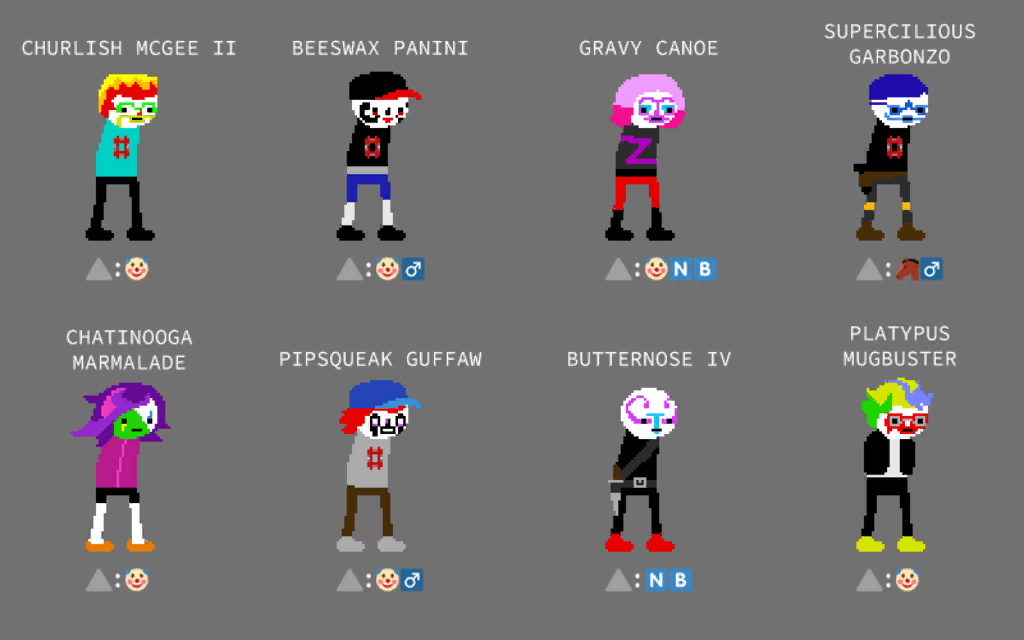 CHURLISH MCGEE II
BEESWAX PANINI
GRAVY CANOE
SUPERCILIOUS
GARBONZO
Z
:
:
: N B
:
CHATINOOGA
MARMALADE
PIPSQUEAK GUFFAW
BUTTERNOSE IV
PLATYPUS
MUGBUSTER
:
:
: N B
: